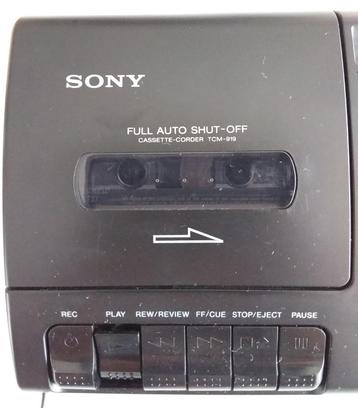 SONY
FULL AUTO SHUT-OFF
CASSETTE-CORDER TCM-919
REC PLAY REW/REVIEW FF/CUE STOP/EJECT PAUSE